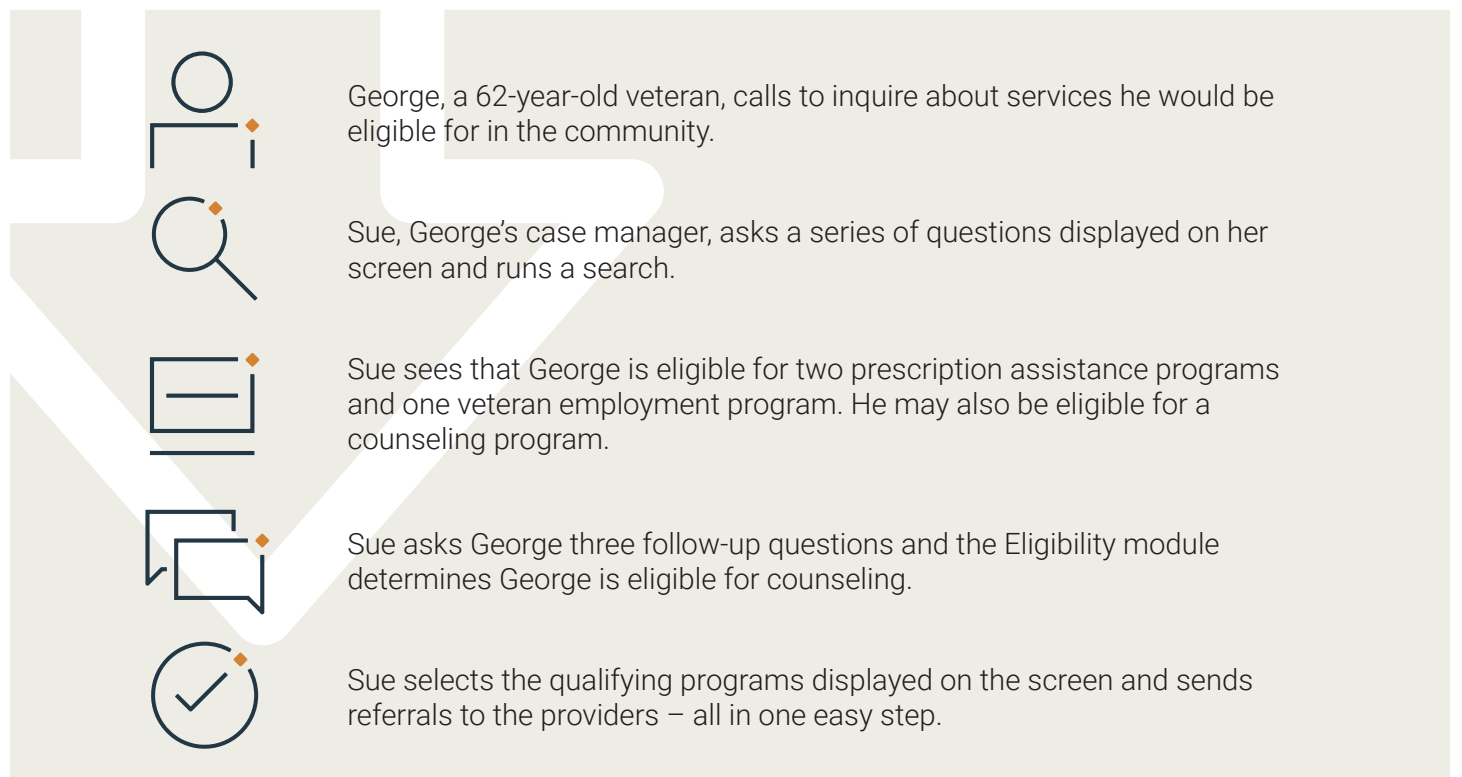 George, a 62-year-old veteran, calls to inquire about services he would be
eligible for in the community.
Sue, George’s case manager, asks a series of questions displayed on her
screen and runs a search.
Sue sees that George is eligible for two prescription assistance programs
and one veteran employment program. He may also be eligible for a
counseling program.
Sue asks George three follow-up questions and the Eligibility module
determines George is eligible for counseling.
Sue selects the qualifying programs displayed on the screen and sends
referrals to the providers – all in one easy step.